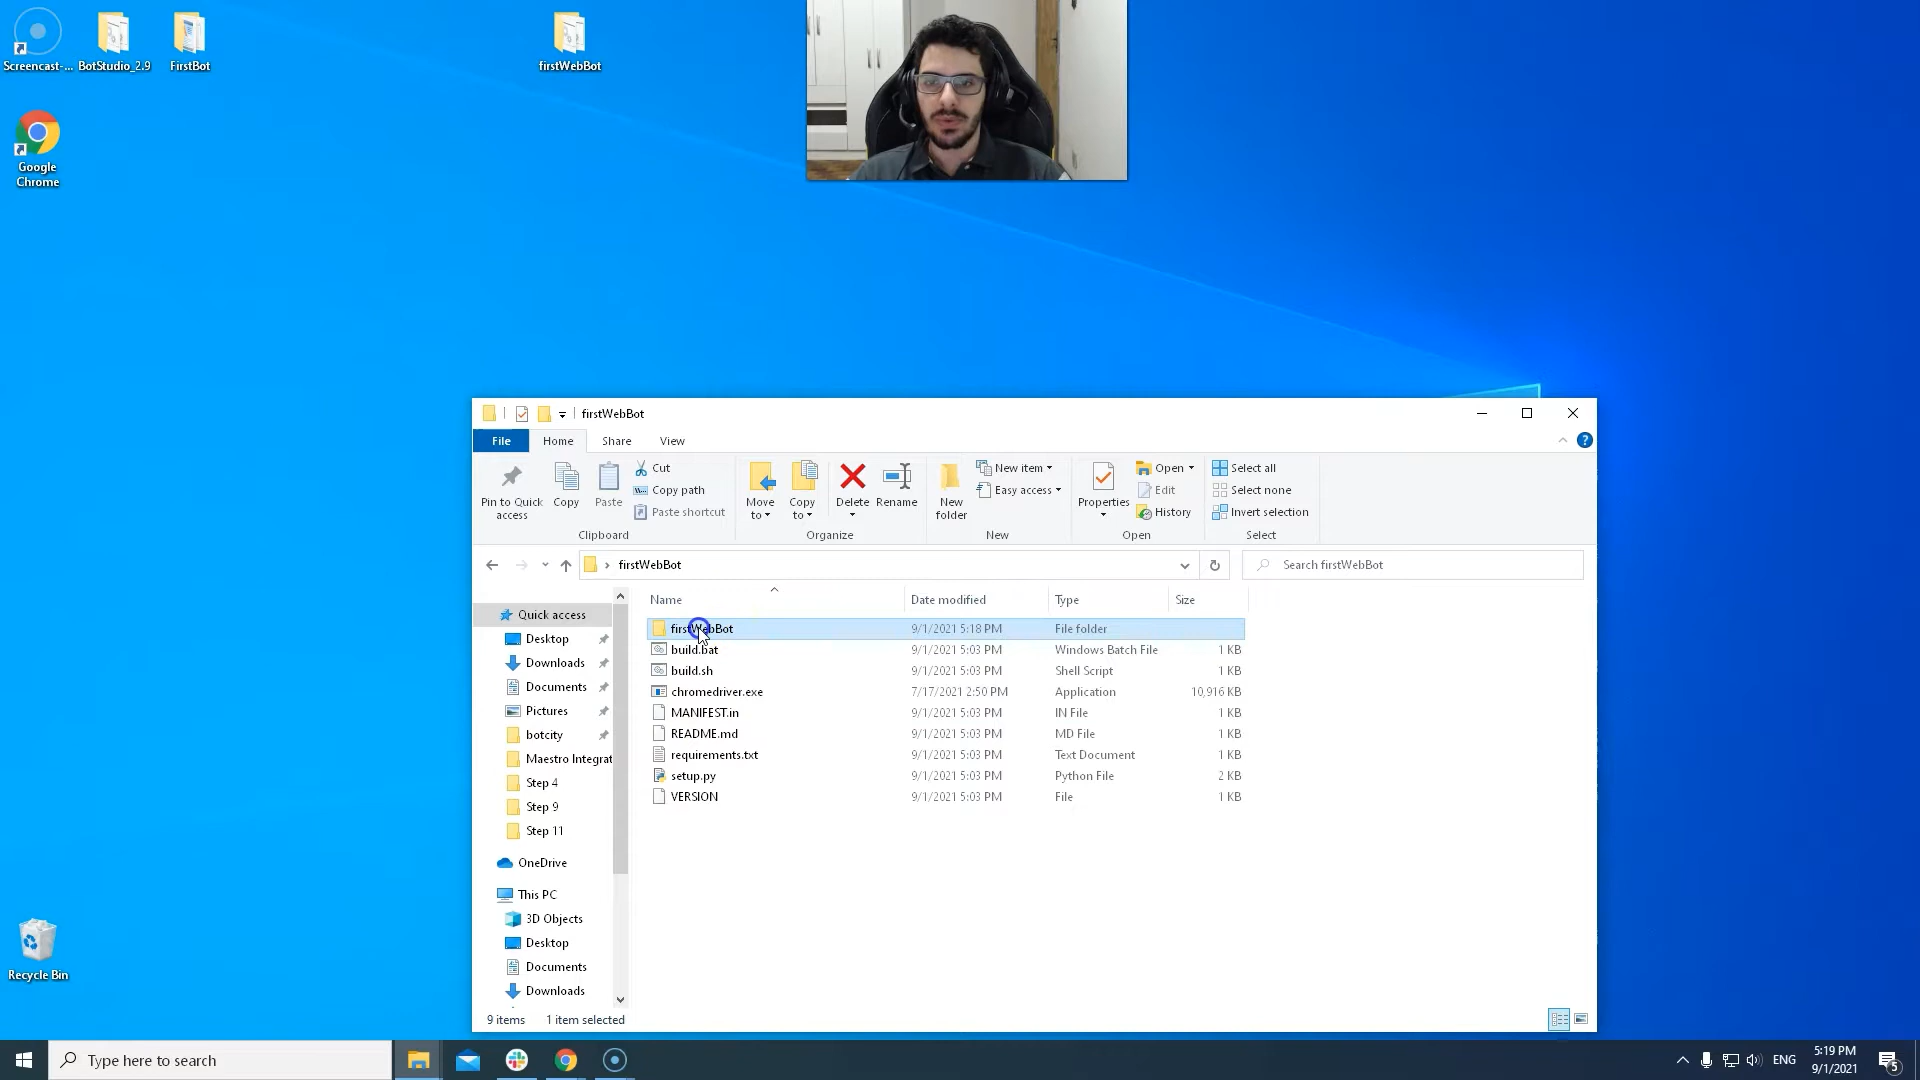 Screencast-...
BotStudio_2.9
FirstBot
firstWebBot
Google
Chrome
Recycle Bin
firstWebBot
File
Home
Share
View
Pin to Quick
access
Copy
Paste
Cut
Copy path
Paste shortcut
Clipboard
Move
to
Copy
to
Delete
Rename
Organize
New
folder
New item
Easy access
New
Properties
Open
Edit
History
Open
Select all
Select none
Invert selection
Select
firstWebBot
Search firstWebBot
Quick access
Desktop
Downloads
Documents
Pictures
botcity
Maestro Integrat
Step 4
Step 9
Step 11
OneDrive
This PC
3D Objects
Desktop
Documents
Downloads
Name Date modified Type Size
firstWebBot 9/1/2021 5:18 PM File folder
build.bat 9/1/2021 5:03 PM Windows Batch File 1 KB
build.sh 9/1/2021 5:03 PM Shell Script 1 KB
chromedriver.exe 7/17/2021 2:50 PM Application 10,916 KB
MANIFEST.in 9/1/2021 5:03 PM IN File 1 KB
README.md 9/1/2021 5:03 PM MD File 1 KB
requirements.txt 9/1/2021 5:03 PM Text Document 1 KB
setup.py 9/1/2021 5:03 PM Python File 2 KB
VERSION 9/1/2021 5:03 PM File 1 KB
9 items 1 item selected
Type here to search
ENG
5:19 PM
9/1/2021
5